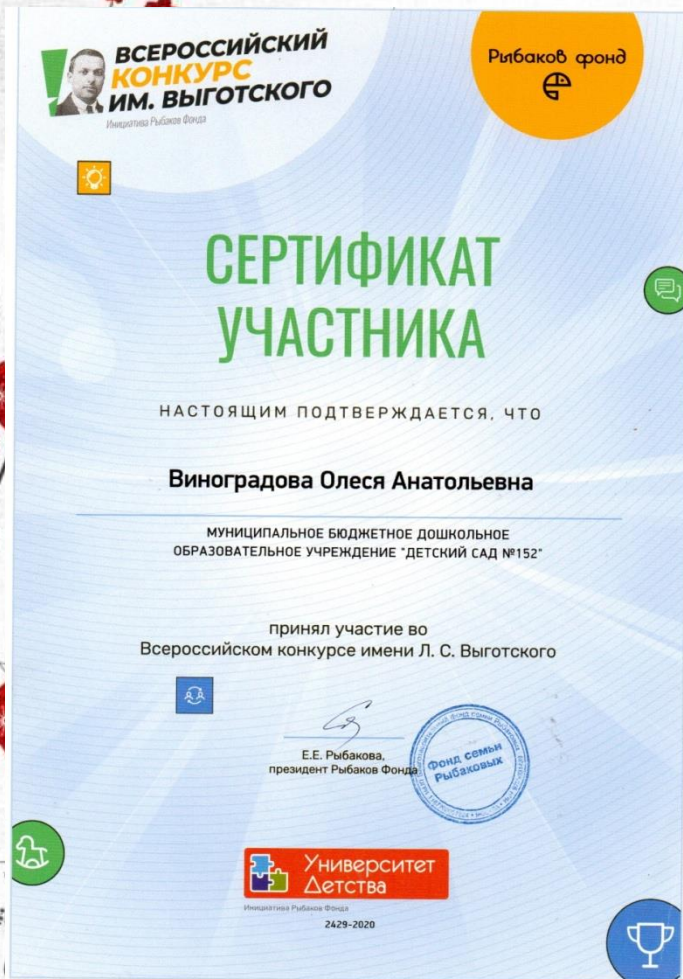 ВСЕРОССИЙСКИЙ
КОНКУРС
ИМ. ВЫГОТСКОГО
Инициатива Рыбаков Фонда
Рыбаков фонд
СЕРТИФИКАТ
УЧАСТНИКА
НАСТОЯЩИМ ПОДТВЕРЖДАЕТСЯ, ЧТО
Виноградова Олеся Анатольевна
МУНИЦИПАЛЬНОЕ БЮДЖЕТНОЕ ДОШКОЛЬНОЕ
ОБРАЗОВАТЕЛЬНОЕ УЧРЕЖДЕНИЕ "ДЕТСКИЙ САД №152"
принял участие во
Всероссийском конкурсе имени Л. С. Выготского
Е.Е. Рыбакова,
президент Рыбаков Фонда
Фонд семьи
Рыбаковых
Университет
Детства
Инициатива Рыбаков Фонда
2429-2020